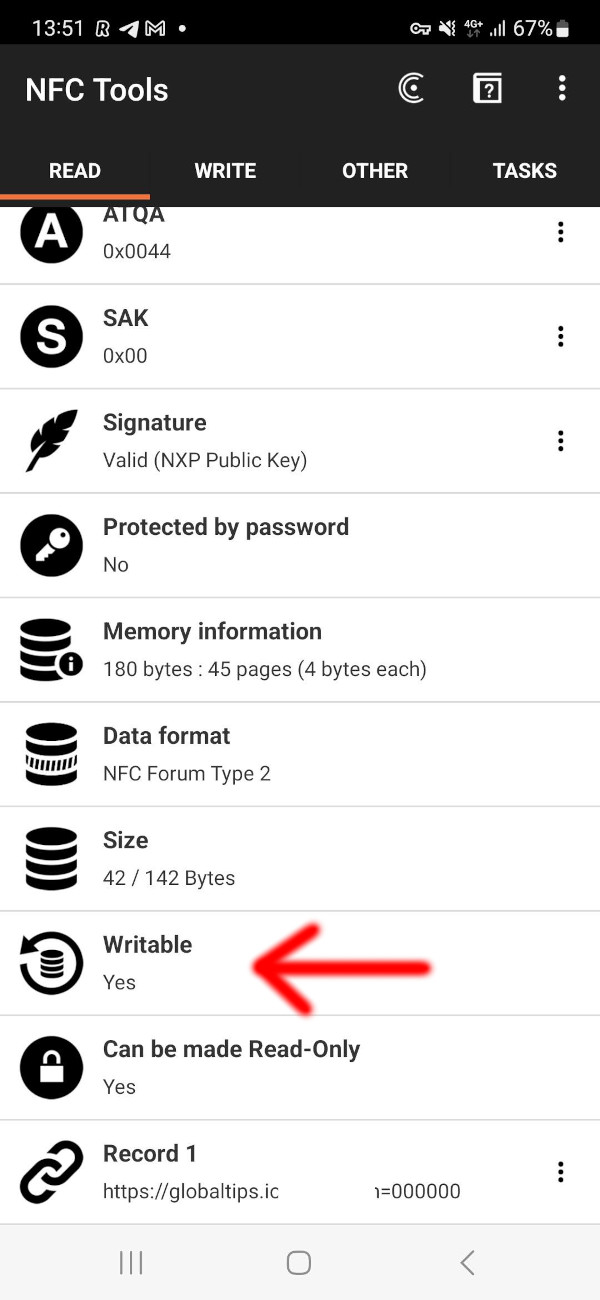 13:51
4G+
67%
NFC Tools
READ
WRITE
OTHER
TASKS
A
ATQA
0x0044
S
SAK
0x00
Signature
Valid (NXP Public Key)
Protected by password
No
Memory information
180 bytes : 45 pages (4 bytes each)
Data format
NFC Forum Type 2
Size
42 / 142 Bytes
Writable
Yes
Can be made Read-Only
Yes
Record 1
https://globaltips.ic =000000